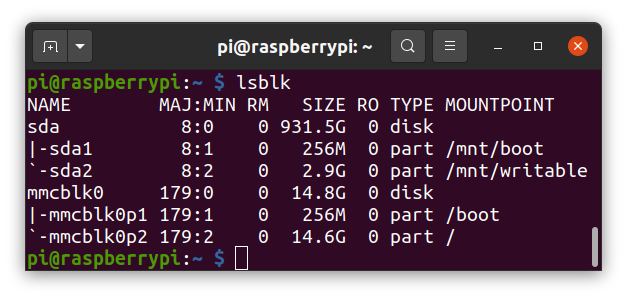 pi@raspberrypi: ~
pi@raspberrypi:~ $ lsblk
NAME        MAJ:MIN RM   SIZE RO TYPE MOUNTPOINT
sda           8:0    0 931.5G  0 disk
|-sda1        8:1    0   256M  0 part /mnt/boot
`-sda2        8:2    0   2.9G  0 part /mnt/writable
mmcblk0     179:0    0  14.8G  0 disk
|-mmcblk0p1 179:1    0   256M  0 part /boot
`-mmcblk0p2 179:2    0  14.6G  0 part /
pi@raspberrypi:~ $